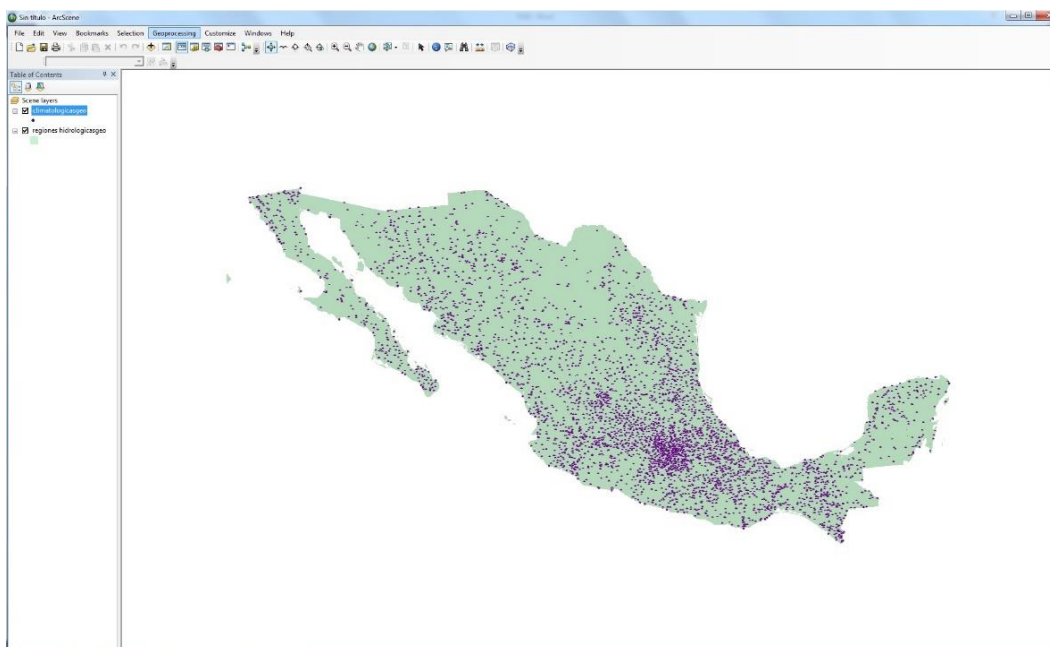 Sin título - ArcScene
File Edit View Bookmarks Selection Geoprocessing Customize Windows Help
Table of Contents
Scene layers
climatologicasgeo
regiones hidrologicasgeo